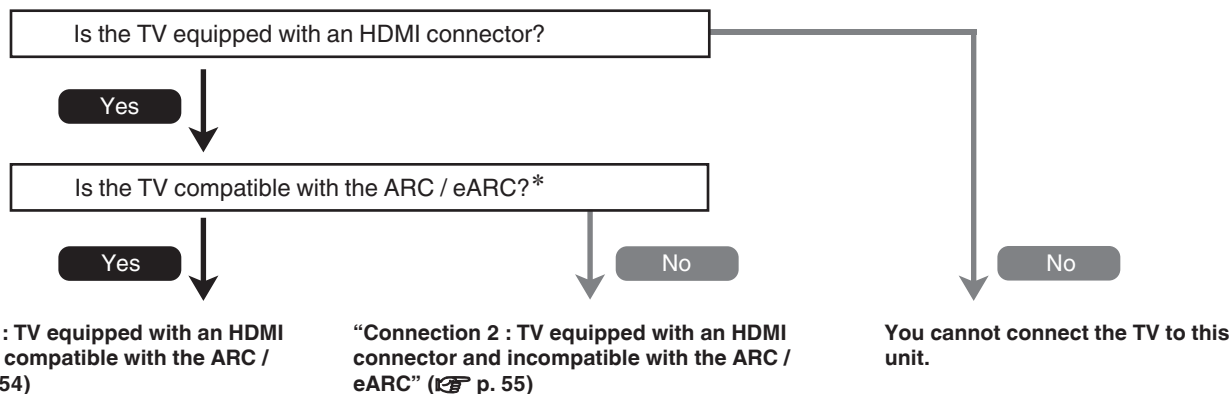 Is the TV equipped with an HDMI connector?
Yes
Is the TV compatible with the ARC / eARC?*
Yes
No
No
: TV equipped with an HDMI
compatible with the ARC /
54)
“Connection 2 : TV equipped with an HDMI
connector and incompatible with the ARC /
eARC” (☞ p. 55)
You cannot connect the TV to this
unit.